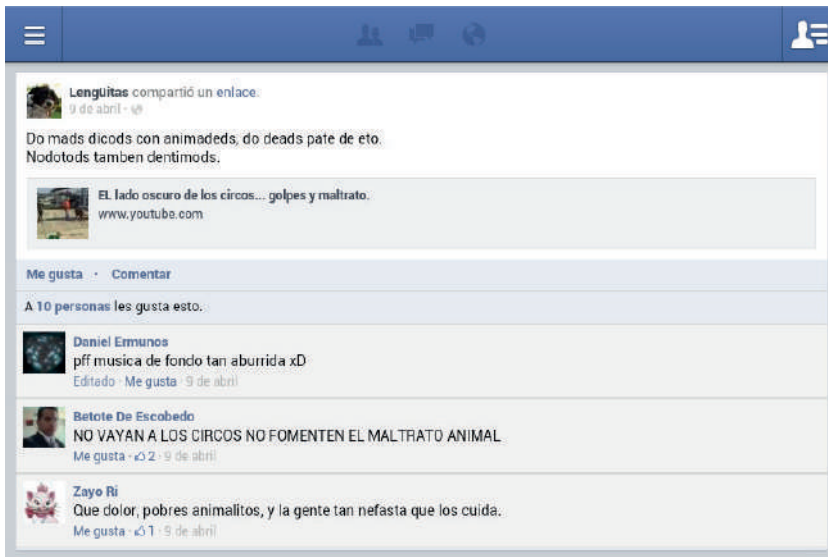 Lengüitas compartió un enlace.
9 de abril ·
Do mads dicods con animadeds, do deads pate de eto.
Nodotods tamben dentimods.
EL lado oscuro de los circos... golpes y maltrato.
www.youtube.com
Me gusta · Comentar
A 10 personas les gusta esto.
Daniel Ermunos
pff musica de fondo tan aburrida xD
Editado · Me gusta · 9 de abril
Betote De Escobedo
NO VAYAN A LOS CIRCOS NO FOMENTEN EL MALTRATO ANIMAL
Me gusta · 2 · 9 de abril
Zayo Ri
Que dolor, pobres animalitos, y la gente tan nefasta que los cuida.
Me gusta · 1 · 9 de abril